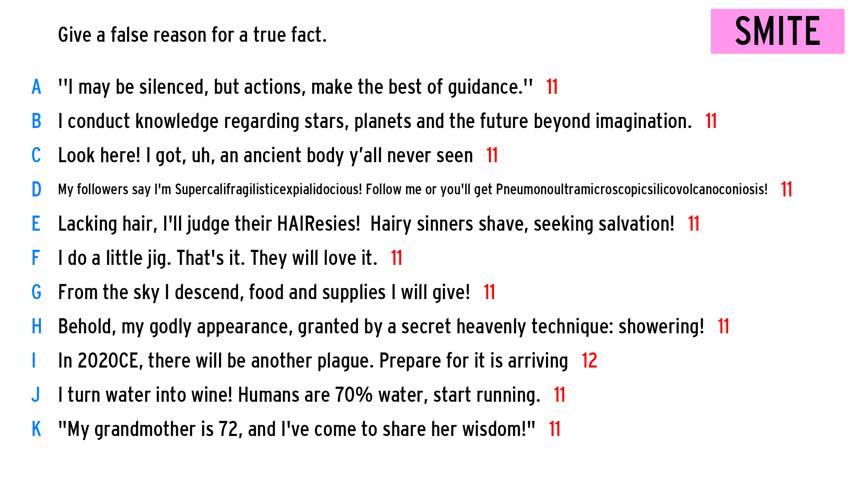 Give a false reason for a true fact.
SMITE
A ''I may be silenced, but actions, make the best of guidance.'' 11
B I conduct knowledge regarding stars, planets and the future beyond imagination. 11
C Look here! I got, uh, an ancient body y’all never seen 11
D My followers say I'm Supercalifragilisticexpialidocious! Follow me or you'll get Pneumonoultramicroscopicsilicovolcanoconiosis! 11
E Lacking hair, I'll judge their HAIResies! Hairy sinners shave, seeking salvation! 11
F I do a little jig. That's it. They will love it. 11
G From the sky I descend, food and supplies I will give! 11
H Behold, my godly appearance, granted by a secret heavenly technique: showering! 11
I In 2020CE, there will be another plague. Prepare for it is arriving 12
J I turn water into wine! Humans are 70% water, start running. 11
K "My grandmother is 72, and I've come to share her wisdom!" 11